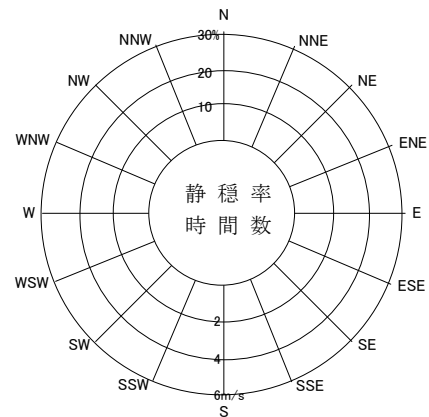 N
NNW
30%
NNE
NW
20
NE
10
WNW
ENE
静穏率
W
E
時間数
WSW
ESE
2
SW
4
SE
SSW
6m/s
SSE
S